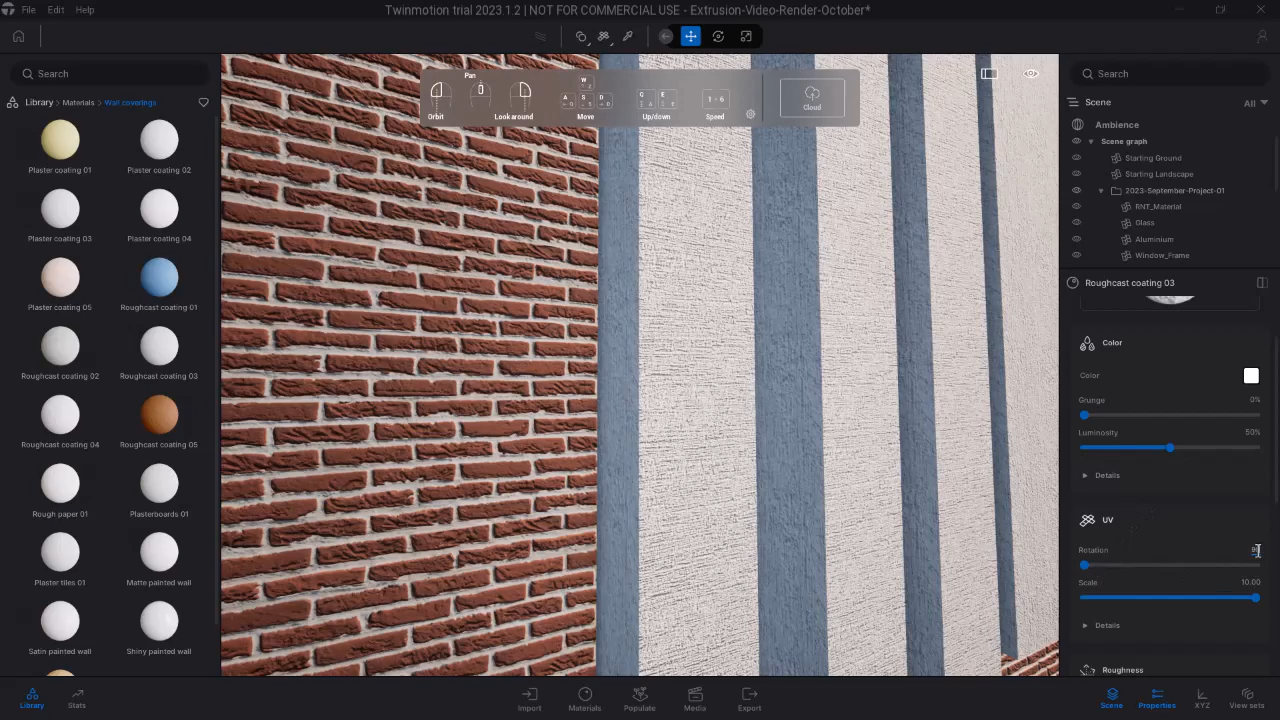 File Edit Help
Twinmotion trial 2023.1.2 | NOT FOR COMMERCIAL USE - Extrusion-Video-Render-October*
Search
Library Materials Wall coverings
Plaster coating 01
Plaster coating 02
Plaster coating 03
Plaster coating 04
Plaster coating 05
Roughcast coating 01
Roughcast coating 02
Roughcast coating 03
Roughcast coating 04
Roughcast coating 05
Rough paper 01
Plasterboards 01
Plaster tiles 01
Matte painted wall
Satin painted wall
Shiny painted wall
Pan
Orbit
Look around
W
A S D
Move
Up/down
1 ÷ 6
Speed
Cloud
Search
Scene
All
Ambience
Scene graph
Starting Ground
Starting Landscape
2023-September-Project-01
RNT_Material
Glass
Aluminium
Window_Frame
Roughcast coating 03
Color
Color
Grunge 0%
Luminosity 50%
Details
UV
Rotation
Scale 10.00
Details
Roughness
Library
Stats
Import
Materials
Populate
Media
Export
Scene
Properties
XYZ
View sets